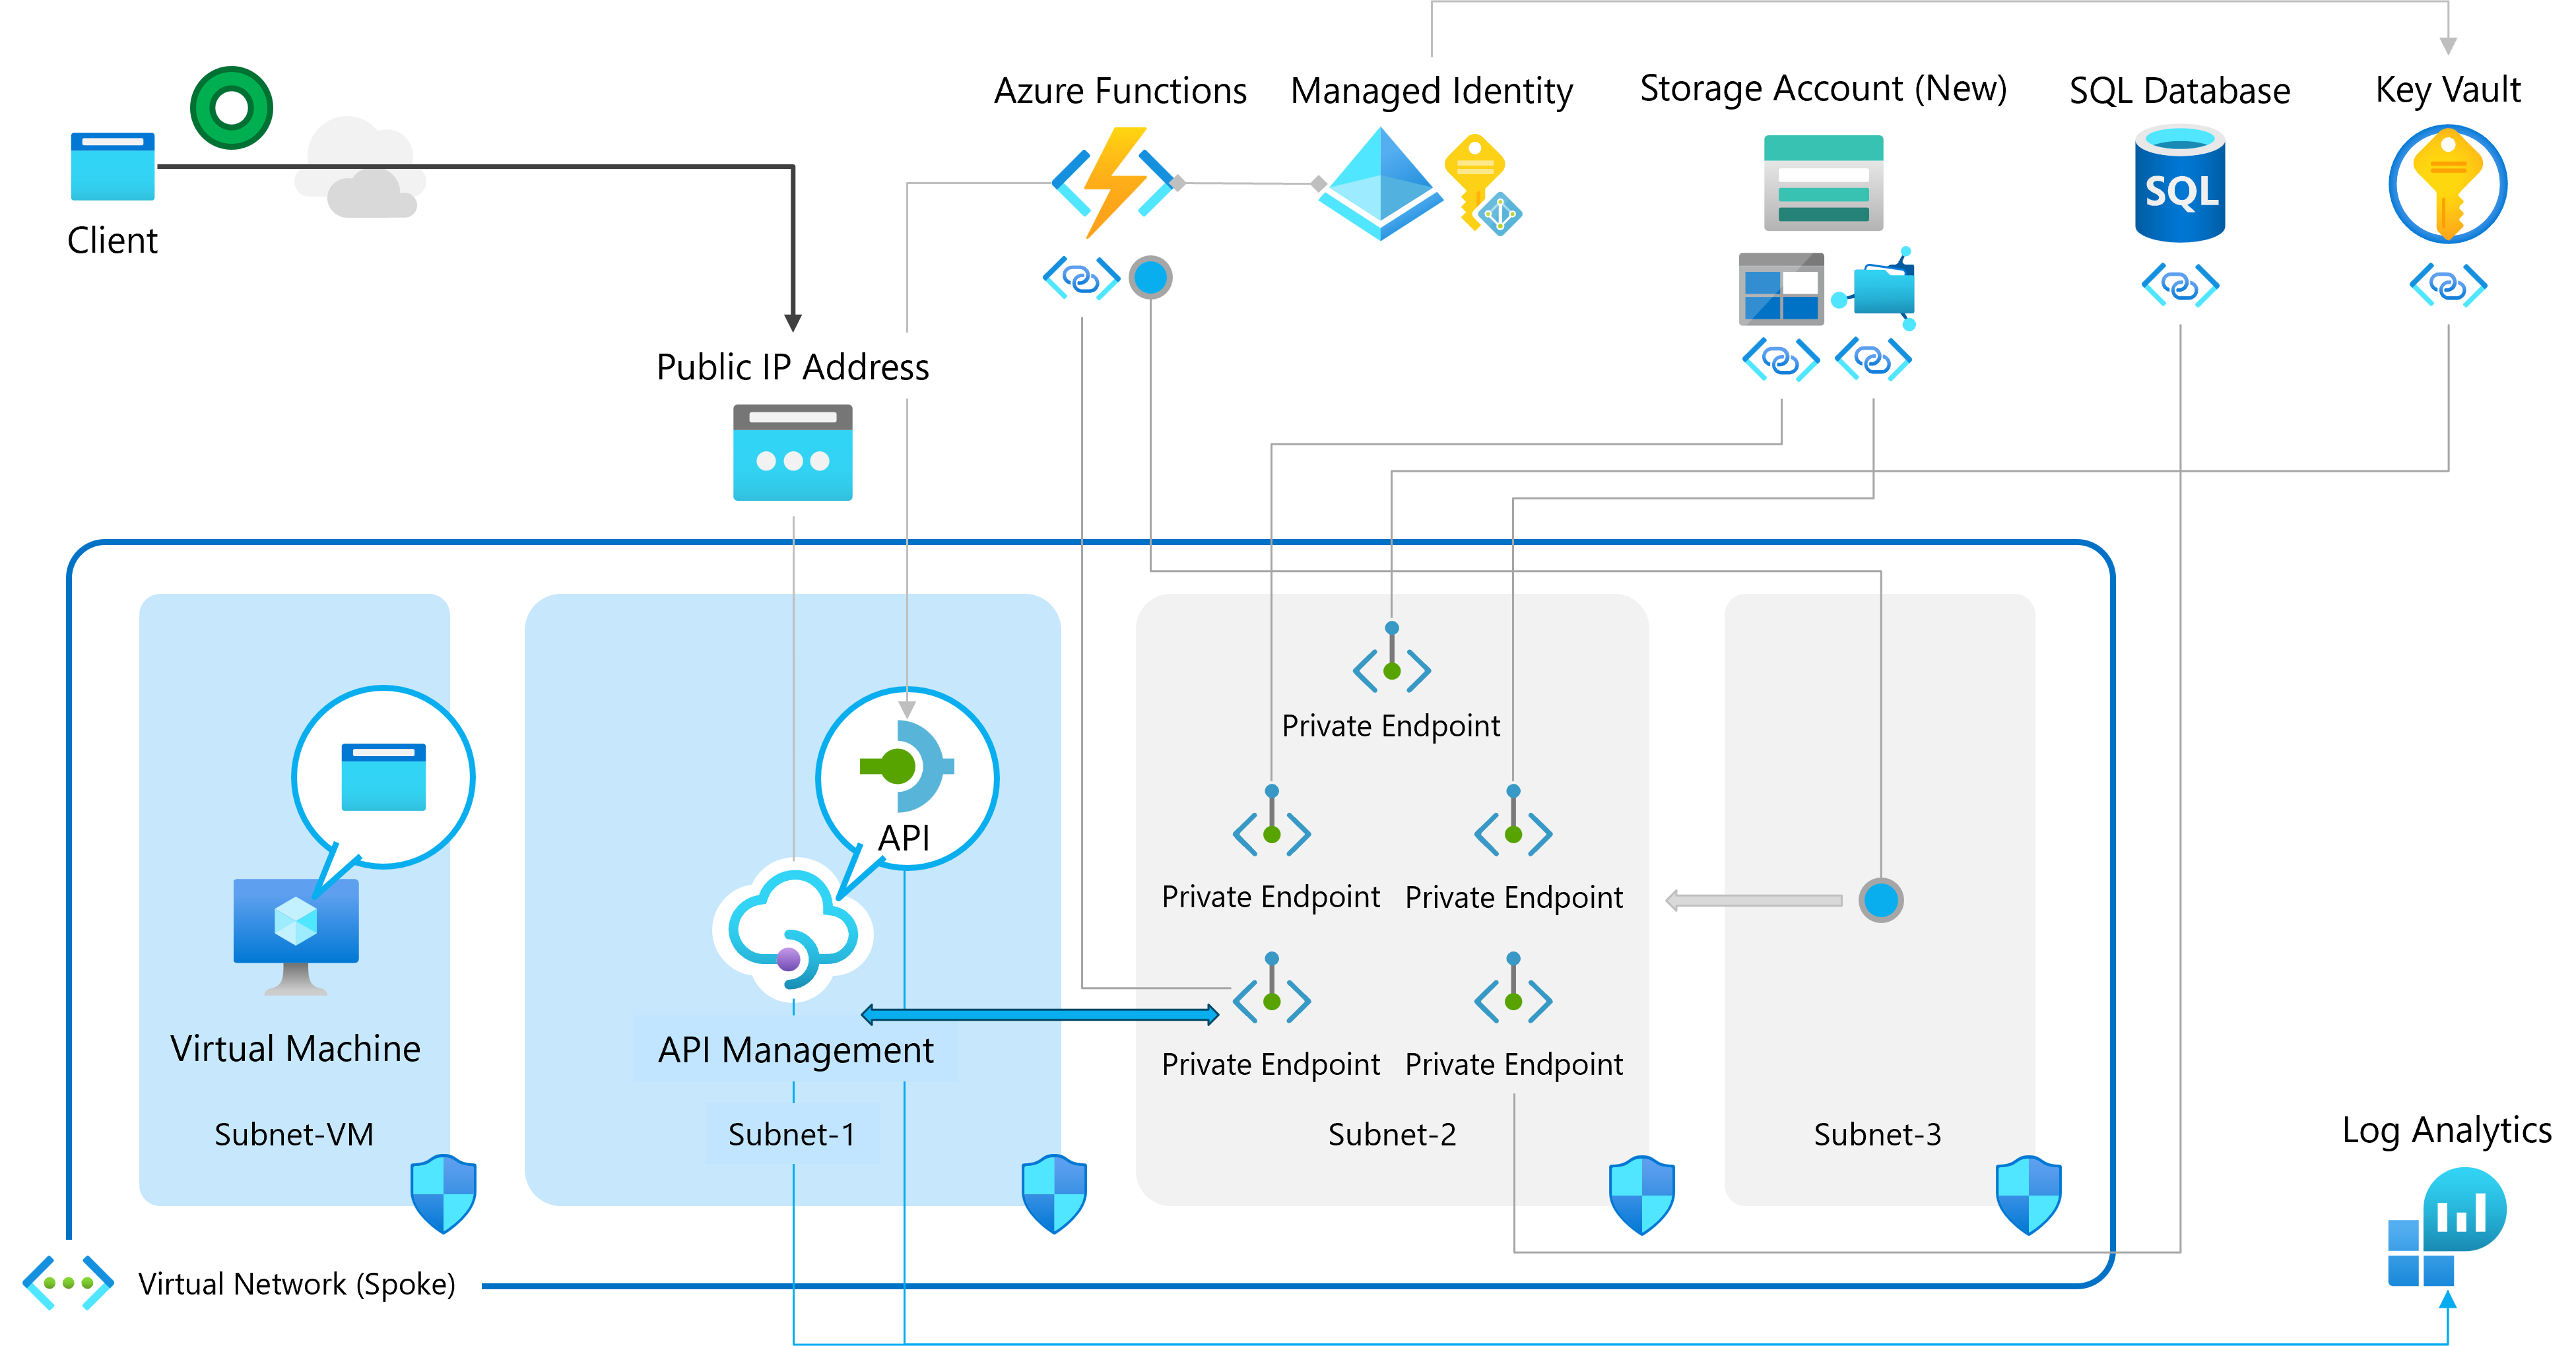 Azure Functions
Managed Identity
Storage Account (New)
SQL Database
Key Vault
SQL
Client
Public IP Address
Private Endpoint
API
Private Endpoint
Private Endpoint
Virtual Machine
API Management
Private Endpoint
Private Endpoint
Subnet-VM
Subnet-1
Subnet-2
Subnet-3
Log Analytics
Virtual Network (Spoke)